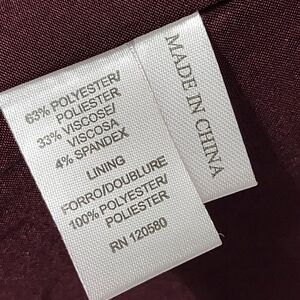 63% POLYESTER/
POLIESTER
33% VISCOSE/
VISCOSA
4% SPANDEX
LINING
FORRO/DOUBLURE
100% POLYESTER/
POLIESTER
RN 120580
MADE IN CHINA